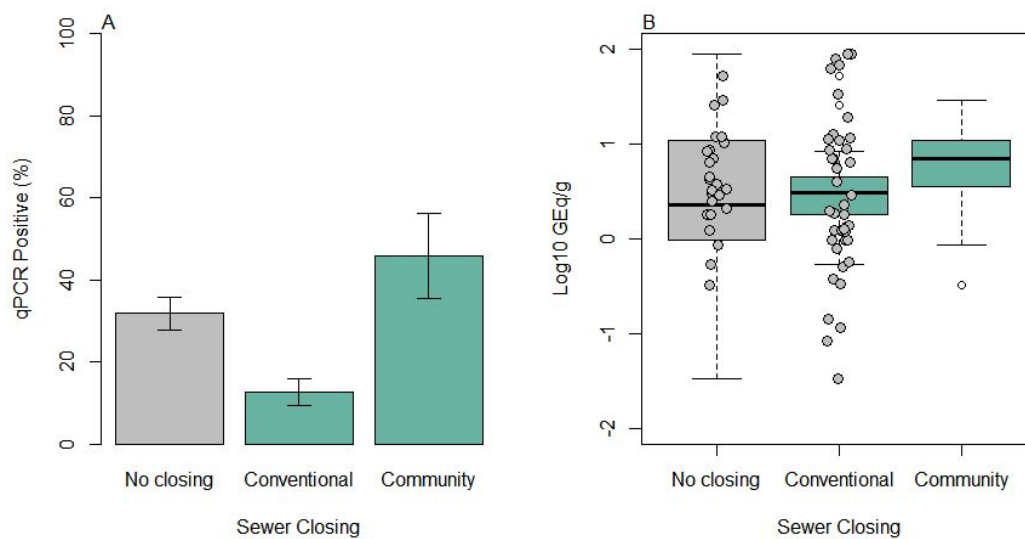 A
qPCR Positive (%)
100
80
60
40
20
0
No closing Conventional Community
Sewer Closing
B
Log10 GEq/g
2
1
0
-1
-2
No closing Conventional Community
Sewer Closing